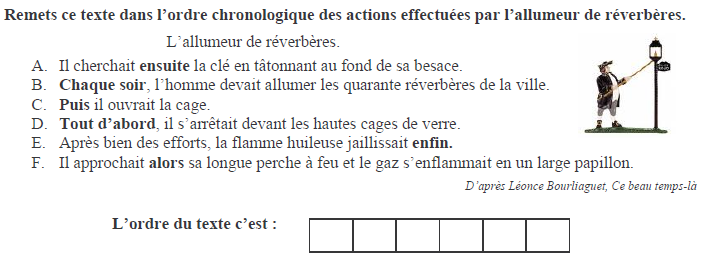 Remets ce texte dans l’ordre chronologique des actions effectuées par l’allumeur de réverbères.
L’allumeur de réverbères.
A. Il cherchait ensuite la clé en tâtonnant au fond de sa besace.
B. Chaque soir, l’homme devait allumer les quarante réverbères de la ville.
C. Puis il ouvrait la cage.
D. Tout d’abord, il s’arrêtait devant les hautes cages de verre.
E. Après bien des efforts, la flamme huileuse jaillissait enfin.
F. Il approchait alors sa longue perche à feu et le gaz s’enflammait en un large papillon.
D’après Léonce Bourliaguet, Ce beau temps-là
L’ordre du texte c’est :